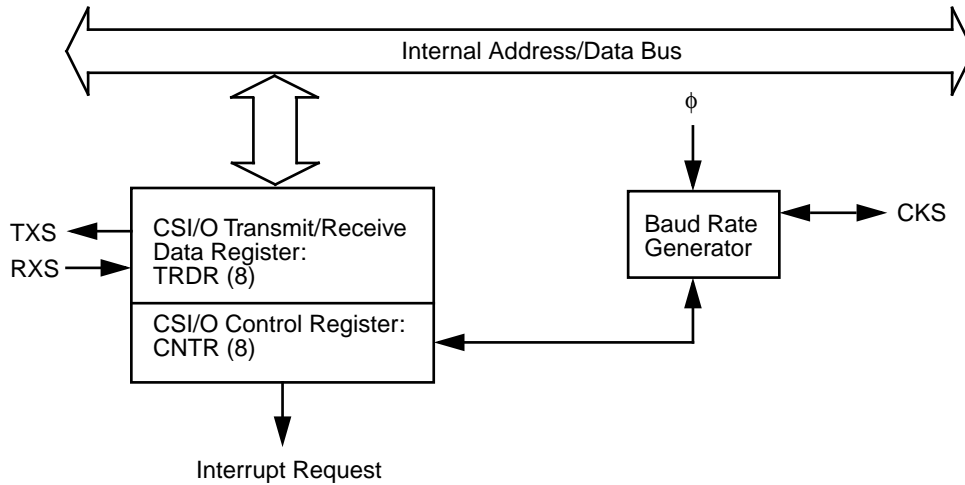 Internal Address/Data Bus
ϕ
TXS
RXS
CSI/O Transmit/Receive
Data Register:
TRDR (8)
CSI/O Control Register:
CNTR (8)
Baud Rate
Generator
CKS
Interrupt Request